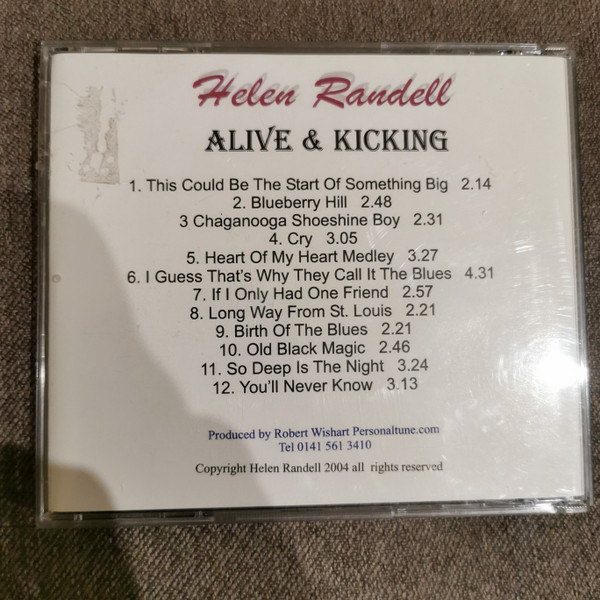 Helen Randell
ALIVE & KICKING
1. This Could Be The Start Of Something Big 2.14
2. Blueberry Hill 2.48
3 Chaganooga Shoeshine Boy 2.31
4. Cry 3.05
5. Heart Of My Heart Medley 3.27
6. I Guess That's Why They Call It The Blues 4.31
7. If I Only Had One Friend 2.57
8. Long Way From St. Louis 2.21
9. Birth Of The Blues 2.21
10. Old Black Magic 2.46
11. So Deep Is The Night 3.24
12. You'll Never Know 3.13
Produced by Robert Wishart Personaltune.com
Tel 0141 561 3410
Copyright Helen Randell 2004 all rights reserved